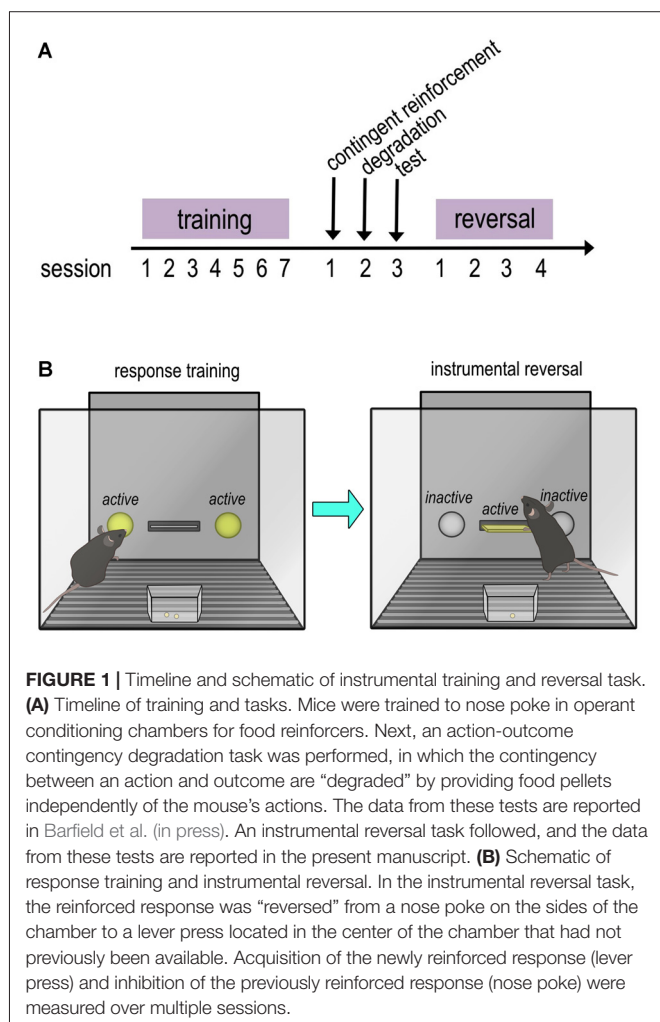 A
contingent reinforcement
degradation
test
training
reversal
session 1 2 3 4 5 6 7 1 2 3 1 2 3 4
B
response training
instrumental reversal
active
active
inactive
active
inactive
FIGURE 1 | Timeline and schematic of instrumental training and reversal task.
(A) Timeline of training and tasks. Mice were trained to nose poke in operant
conditioning chambers for food reinforcers. Next, an action-outcome
contingency degradation task was performed, in which the contingency
between an action and outcome are “degraded” by providing food pellets
independently of the mouse’s actions. The data from these tests are reported
in Barfield et al. (in press). An instrumental reversal task followed, and the data
from these tests are reported in the present manuscript. (B) Schematic of
response training and instrumental reversal. In the instrumental reversal task,
the reinforced response was “reversed” from a nose poke on the sides of the
chamber to a lever press located in the center of the chamber that had not
previously been available. Acquisition of the newly reinforced response (lever
press) and inhibition of the previously reinforced response (nose poke) were
measured over multiple sessions.